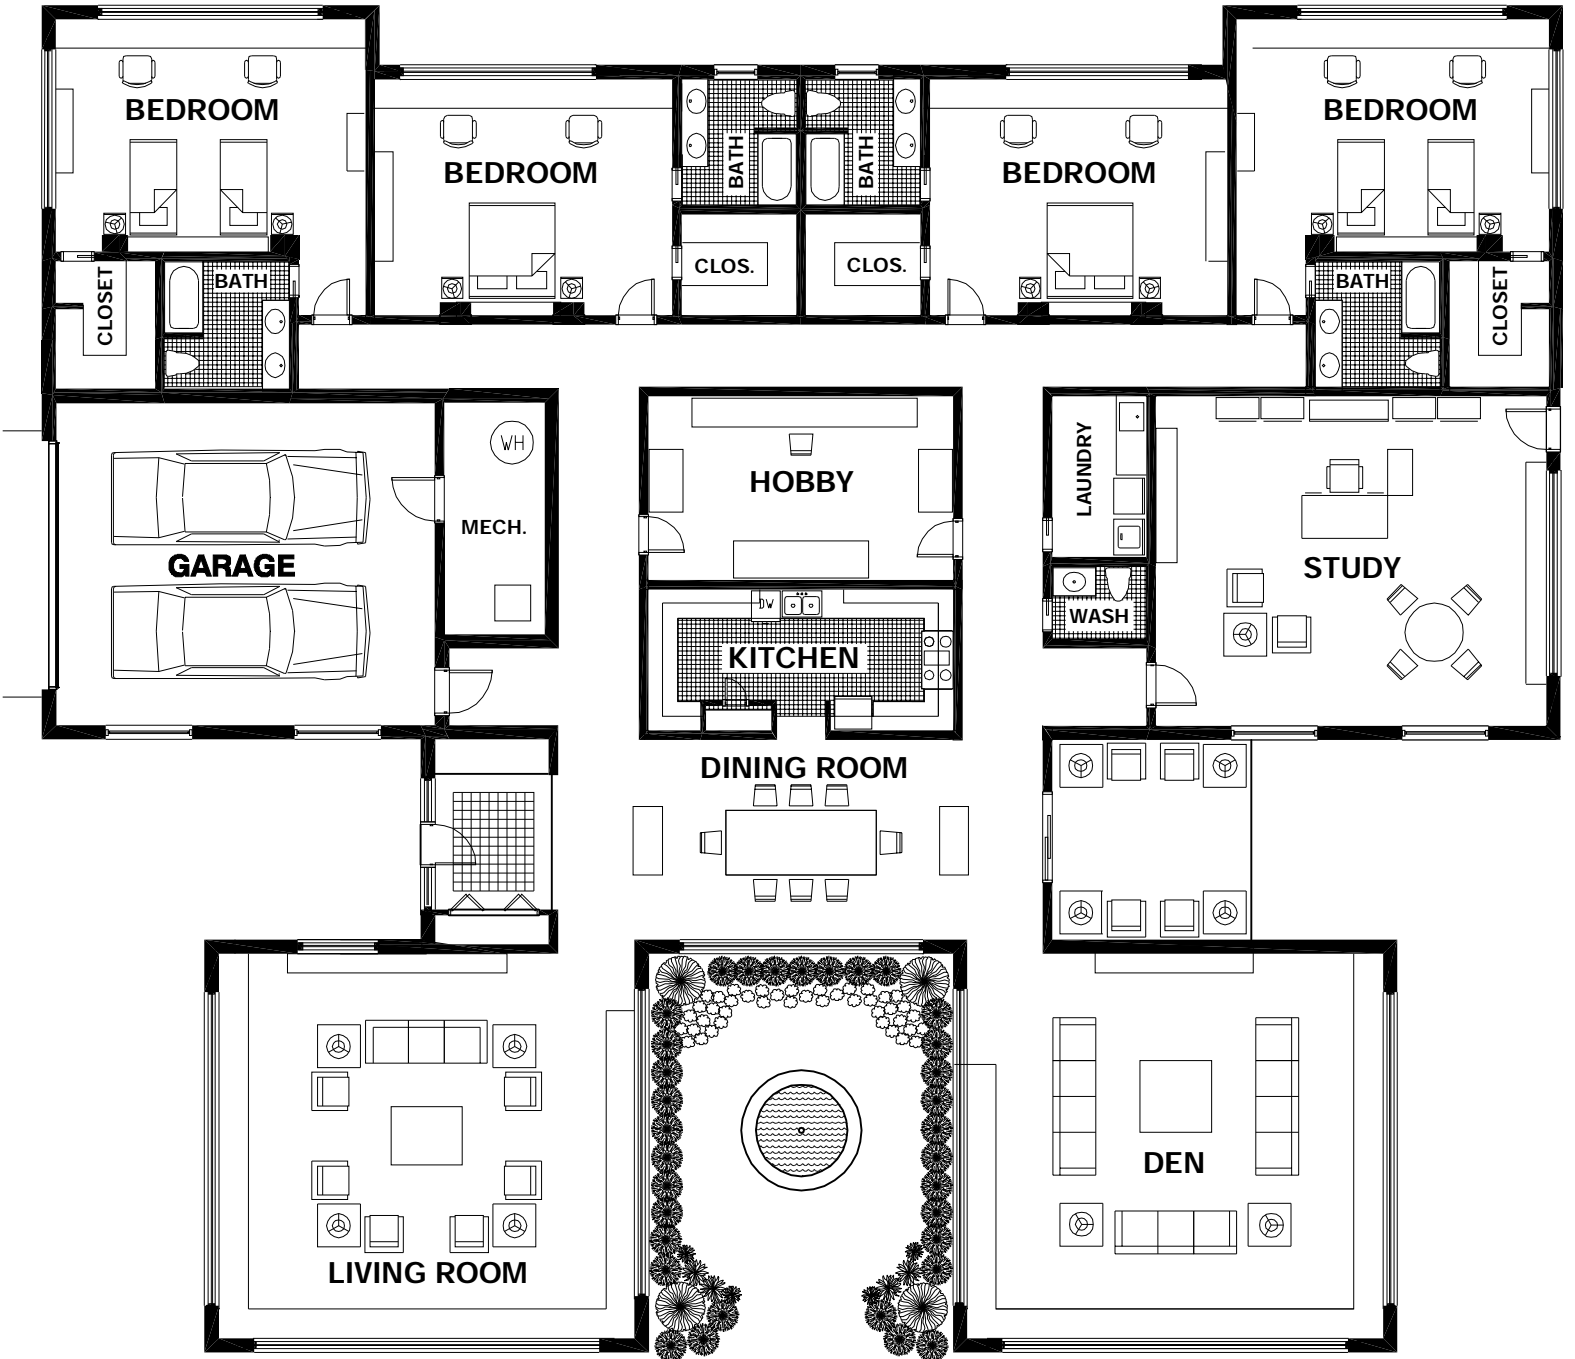 BEDROOM
BEDROOM
BEDROOM
BEDROOM
BATH
BATH
CLOS.
CLOS.
BATH
BATH
CLOSET
CLOSET
WH
MECH.
GARAGE
HOBBY
LAUNDRY
STUDY
DW
WASH
KITCHEN
DINING ROOM
DEN
LIVING ROOM